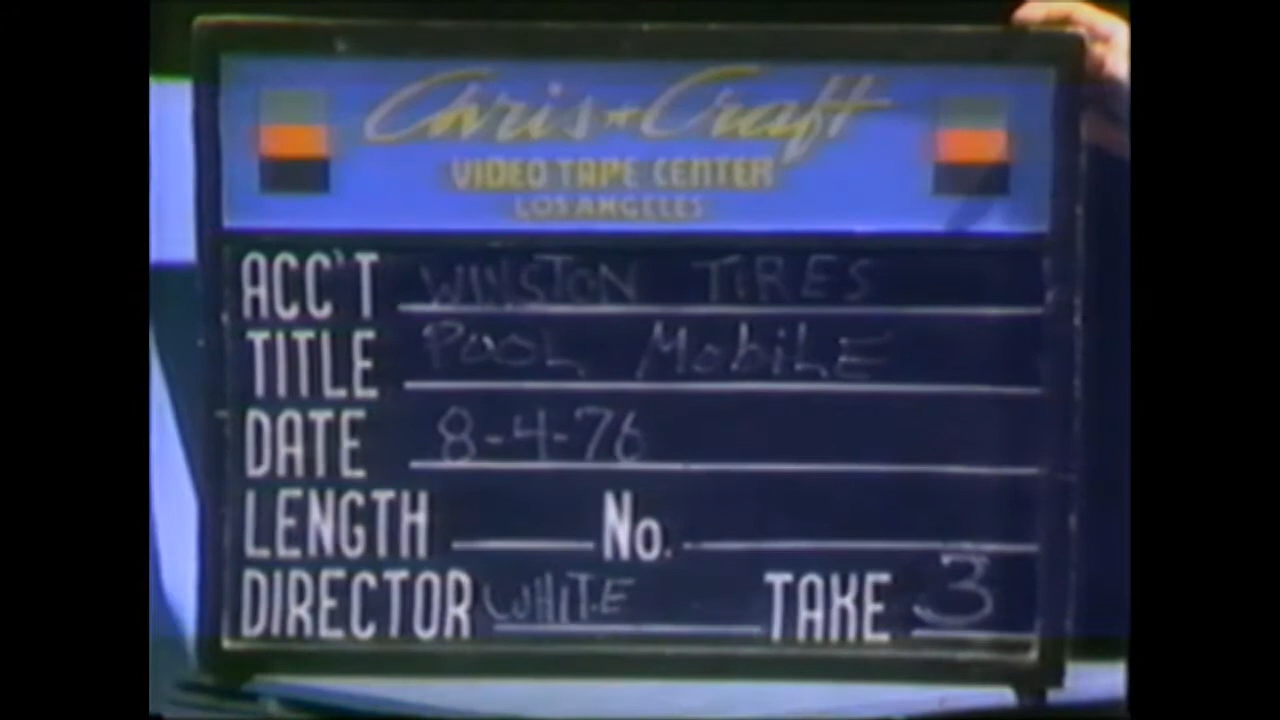 Chris-Craft
VIDEO TAPE CENTER
LOS ANGELES
ACC'T WINSTON TIRES
TITLE POOL MobiLE
DATE 8-4-76
LENGTH No.
DIRECTOR WHITE TAKE 3